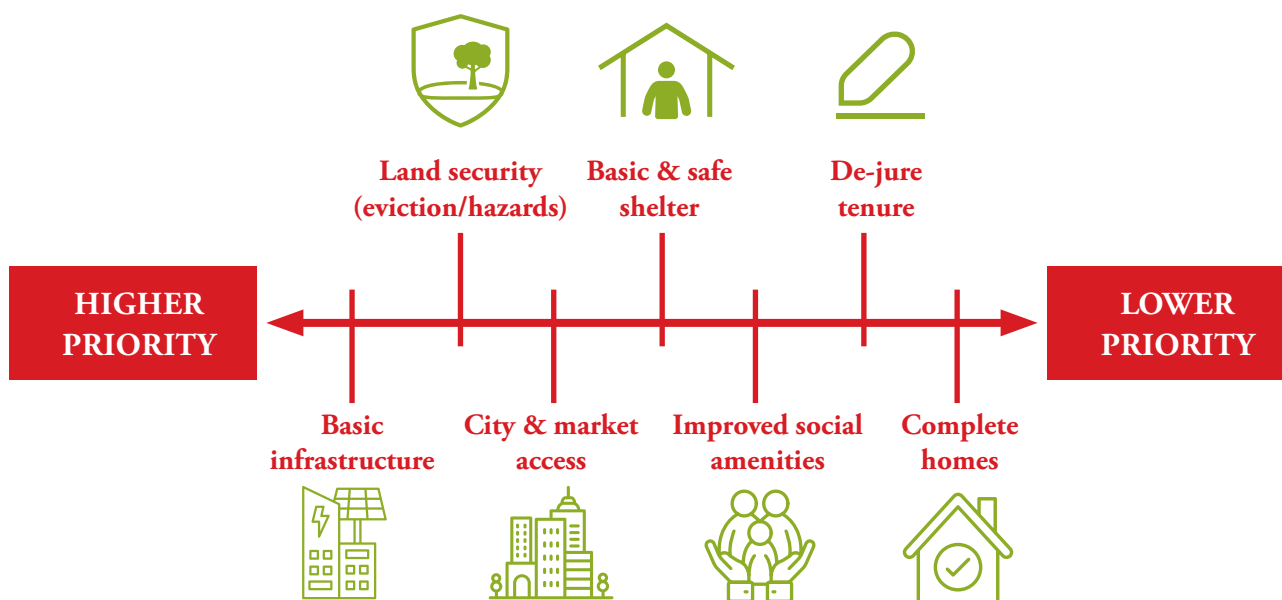 Land security
(eviction/hazards)
Basic & safe
shelter
De-jure
tenure
HIGHER
PRIORITY
LOWER
PRIORITY
Basic
infrastructure
City & market
access
Improved social
amenities
Complete
homes